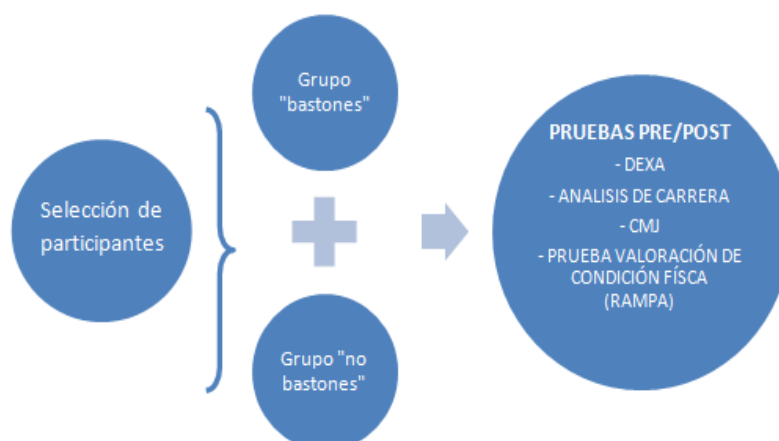 Selección de
participantes
Grupo
"bastones"
Grupo "no
bastones"
PRUEBAS PRE/POST
- DEXA
- ANALISIS DE CARRERA
- CMJ
- PRUEBA VALORACIÓN DE
CONDICIÓN FÍSCA
(RAMPA)